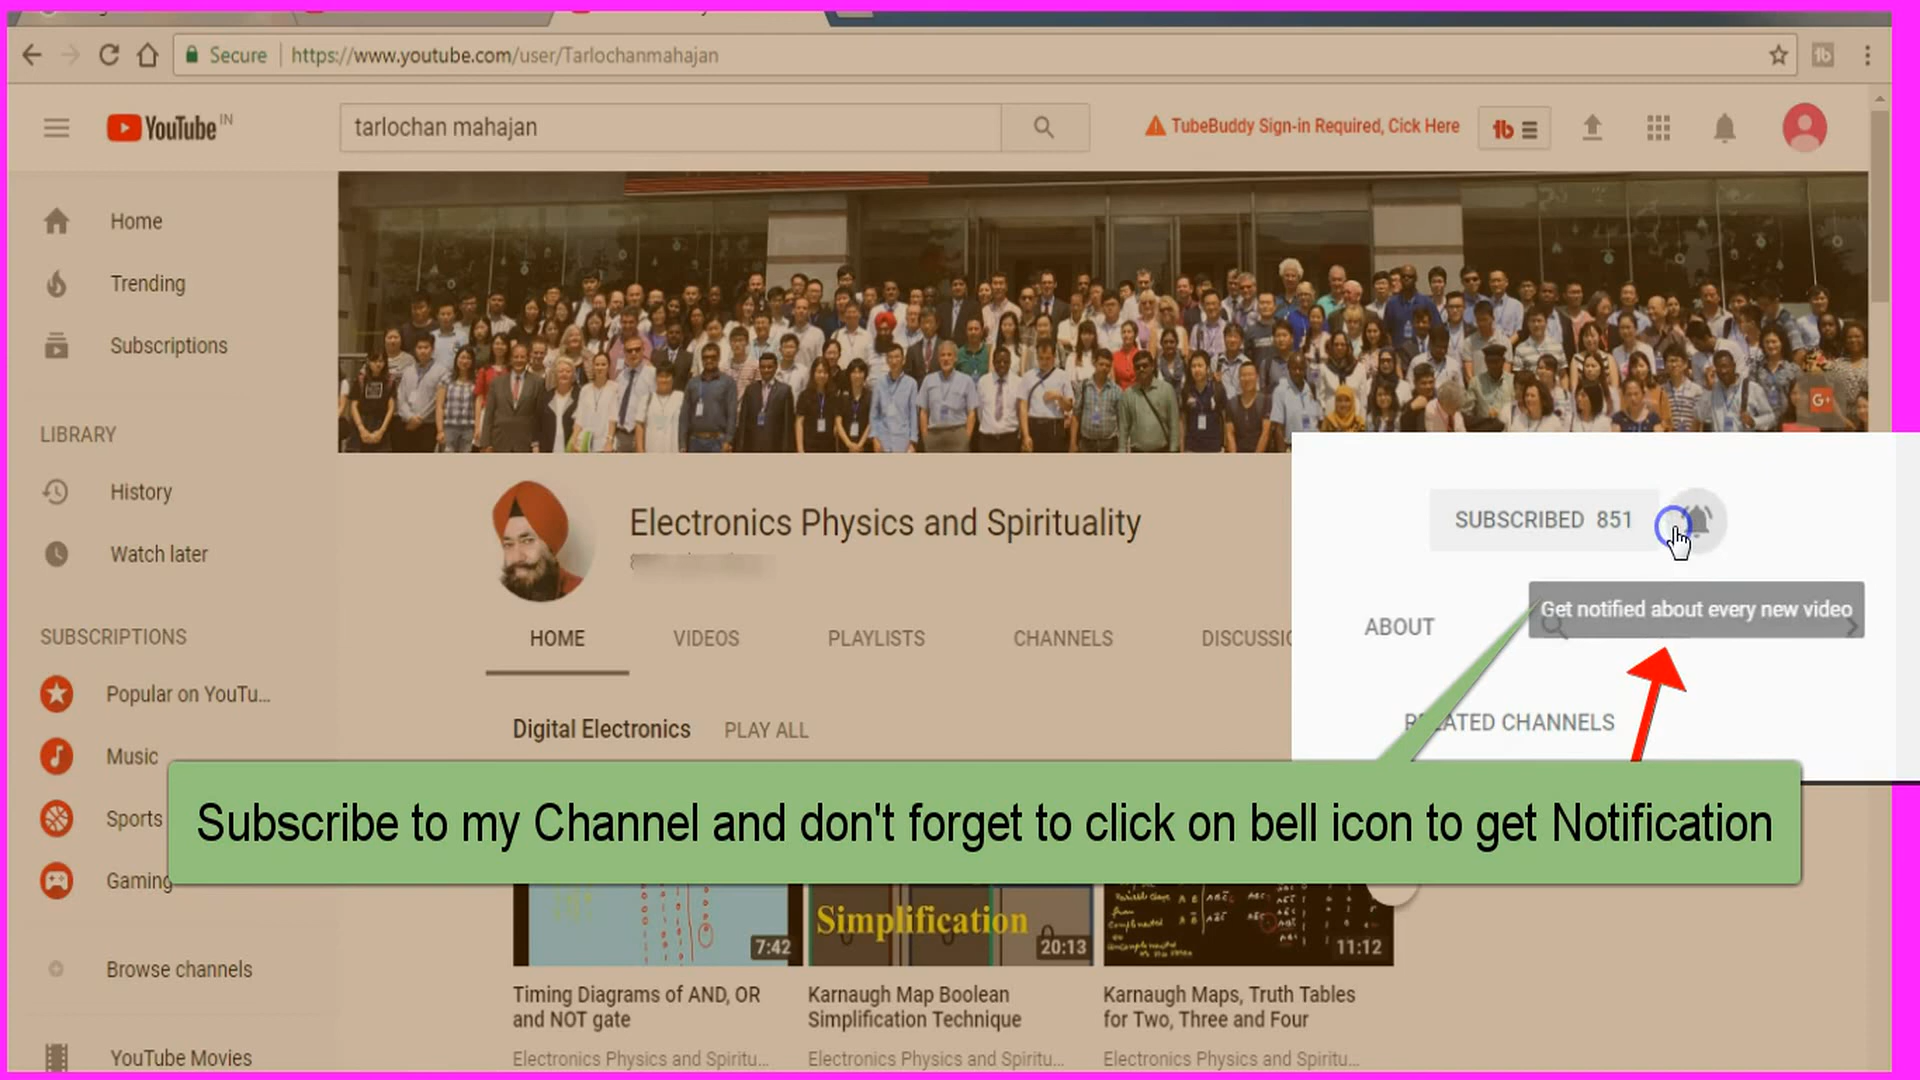 Secure https://www.youtube.com/user/Tarlochanmahajan
YouTube IN
tarlochan mahajan
TubeBuddy Sign-in Required, Cick Here
Home
Trending
Subscriptions
LIBRARY
History
Watch later
SUBSCRIPTIONS
Popular on YouTu...
Music
Sports
Gaming
Browse channels
YouTube Movies
G+
Electronics Physics and Spirituality
SUBSCRIBED 851
Get notified about every new video
HOME VIDEOS PLAYLISTS CHANNELS DISCUSSIO
ABOUT
RELATED CHANNELS
Digital Electronics PLAY ALL
Subscribe to my Channel and don't forget to click on bell icon to get Notification
7:42
Simplification
20:13
11:12
Timing Diagrams of AND, OR
and NOT gate
Electronics Physics and Spiritu...
Karnaugh Map Boolean
Simplification Technique
Electronics Physics and Spiritu...
Karnaugh Maps, Truth Tables
for Two, Three and Four
Electronics Physics and Spiritu...